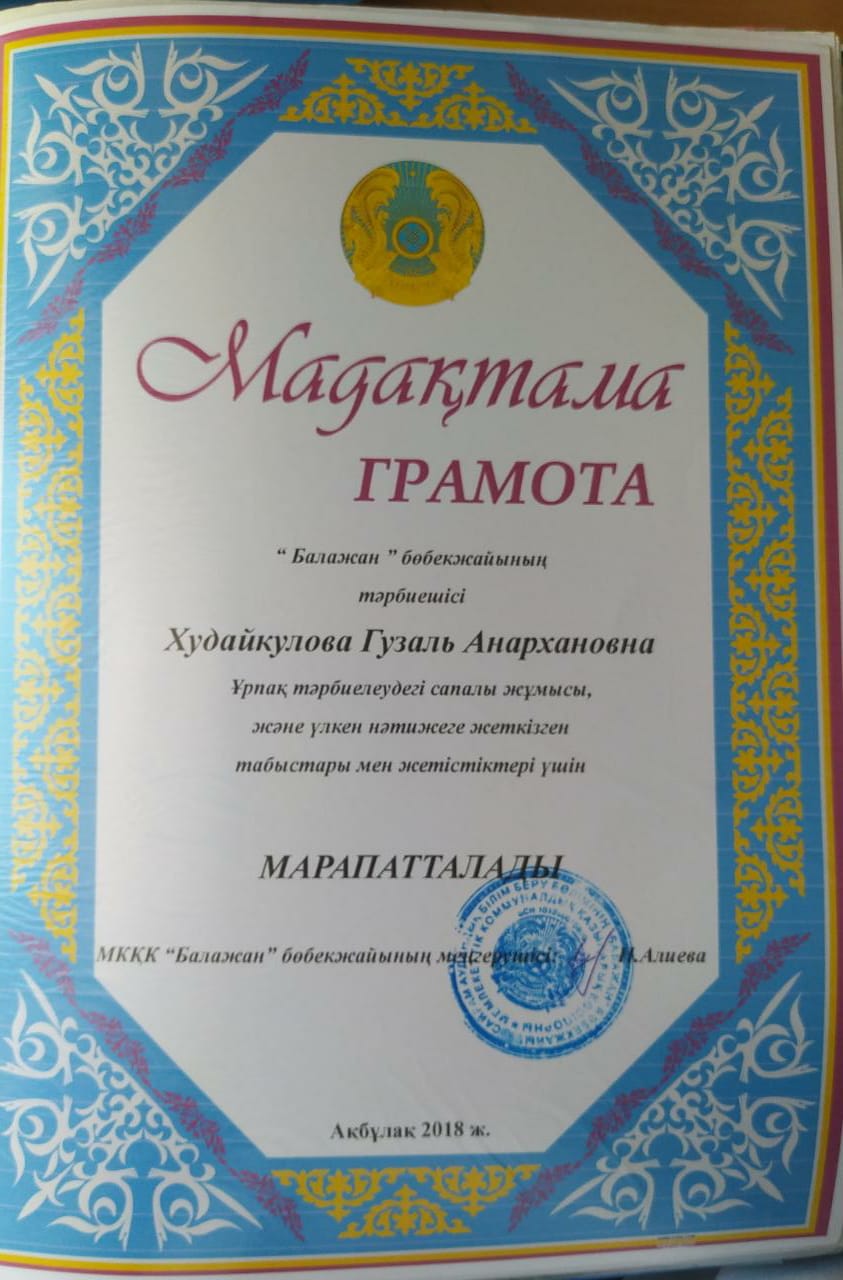 Мадақтама
ГРАМОТА
“ Балажан ” бөбекжайының
тәрбиешісі
Худайкулова Гузаль Анархановна
Ұрпақ тәрбиелеудегі сапалы жұмысы,
және үлкен нәтижеге жеткізген
табыстары мен жетістіктері үшін
МАРАПАТТАЛАДЫ
МКҚК “Балажан” бөбекжайының меңгерушісі: Алиева
Ақбұлақ 2018 ж.